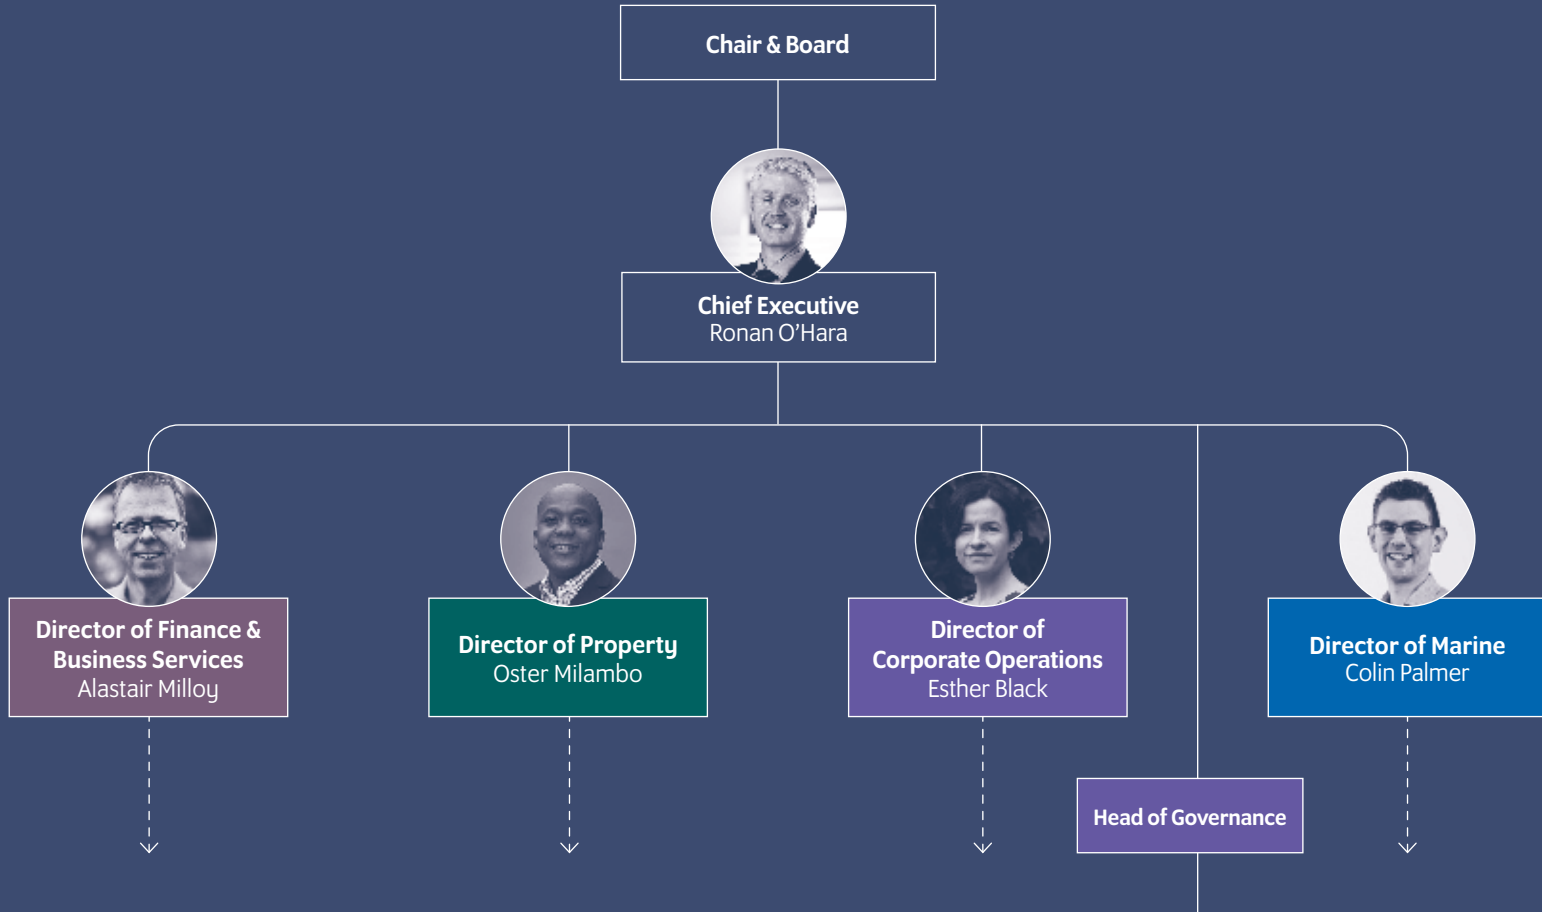 Chair & Board
Chief Executive
Ronan O’Hara
Director of Finance &
Business Services
Alastair Milloy
Director of Property
Oster Milambo
Director of
Corporate Operations
Esther Black
Director of Marine
Colin Palmer
Head of Governance